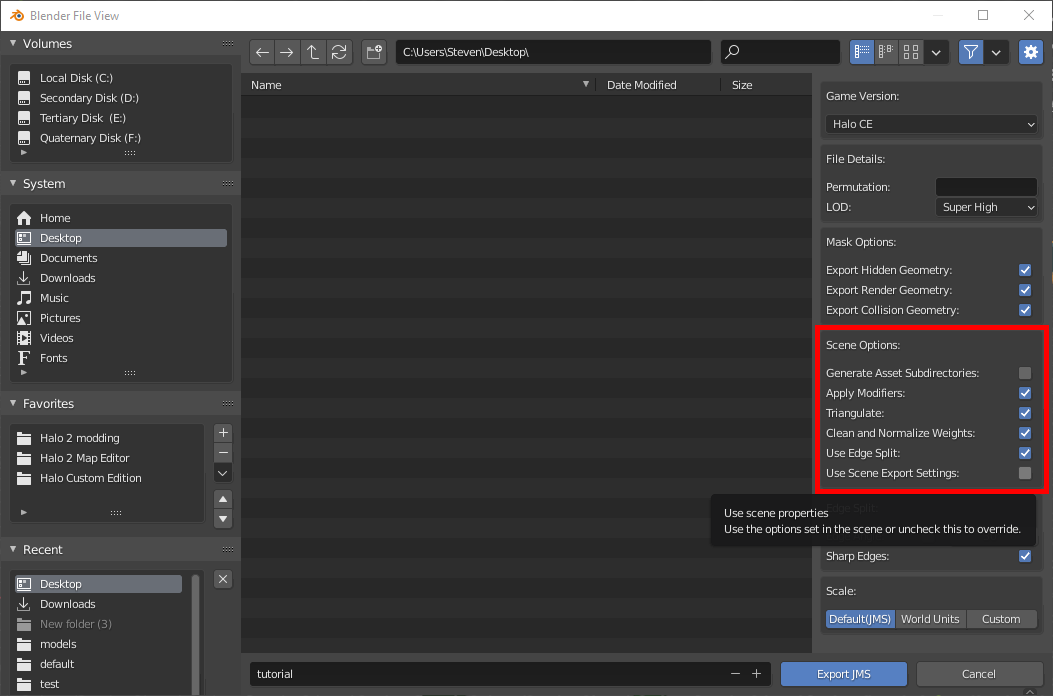 Blender File View
Volumes
Local Disk (C:)
Secondary Disk (D:)
Tertiary Disk (E:)
Quaternary Disk (F:)
System
Home
Desktop
Documents
Downloads
Music
Pictures
Videos
Fonts
Favorites
Halo 2 modding
Halo 2 Map Editor
Halo Custom Edition
Recent
Desktop
Downloads
New folder (3)
models
default
test
C:\Users\Steven\Desktop\
Name Date Modified Size
tutorial
Export JMS Cancel
Game Version:
Halo CE
File Details:
Permutation:
LOD: Super High
Mask Options:
Export Hidden Geometry:
Export Render Geometry:
Export Collision Geometry:
Scene Options:
Generate Asset Subdirectories:
Apply Modifiers:
Triangulate:
Clean and Normalize Weights:
Use Edge Split:
Use Scene Export Settings:
Edge Split:
Use scene properties
Use the options set in the scene or uncheck this to override.
Sharp Edges:
Scale:
Default(JMS) World Units Custom